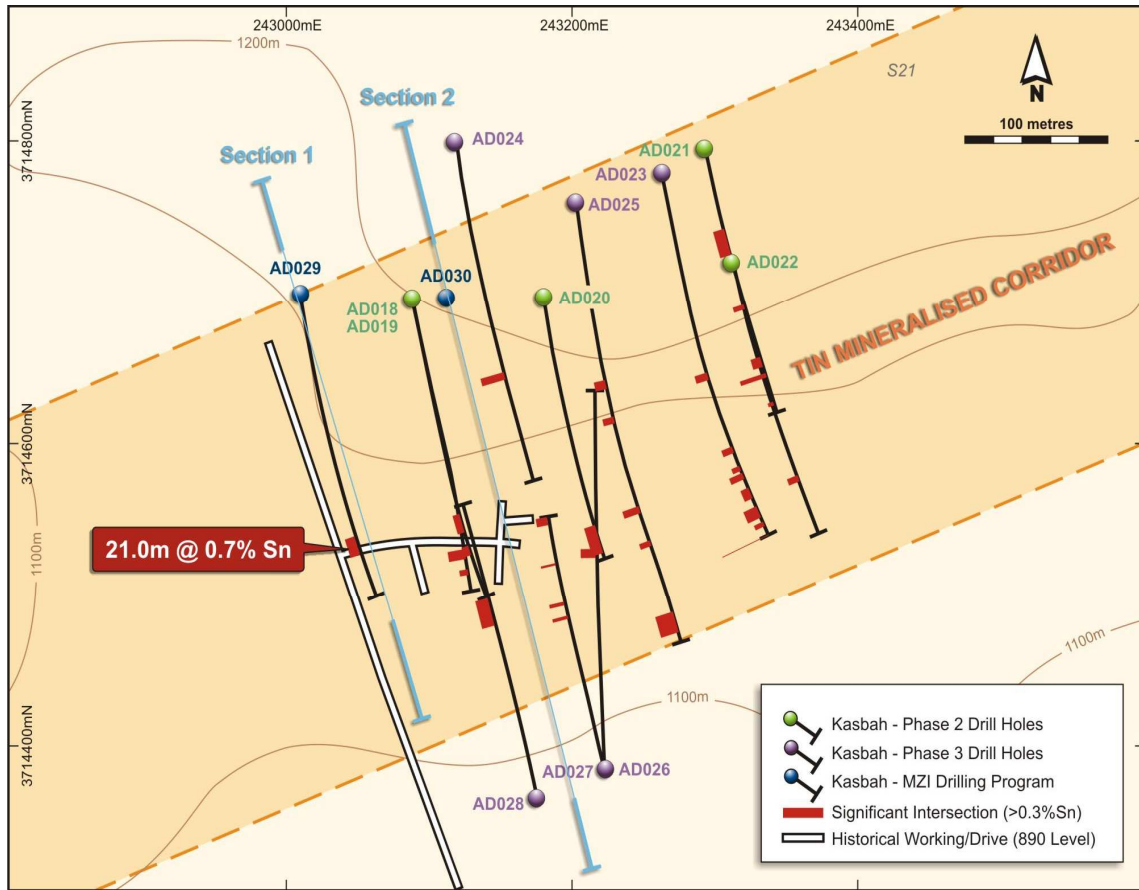 243000mE
243200mE
243400mE
1200m
S21
N
100 metres
Section 2
Section 1
3714800mN
AD024
AD021
AD023
AD025
AD029
AD030
AD022
AD018
AD019
AD020
TIN MINERALISED CORRIDOR
3714600mN
21.0m @ 0.7% Sn
1100m
1100m
1100m
3714400mN
AD027
AD026
AD028
Kasbah - Phase 2 Drill Holes
Kasbah - Phase 3 Drill Holes
Kasbah - MZI Drilling Program
Significant Intersection (>0.3%Sn)
Historical Working/Drive (890 Level)